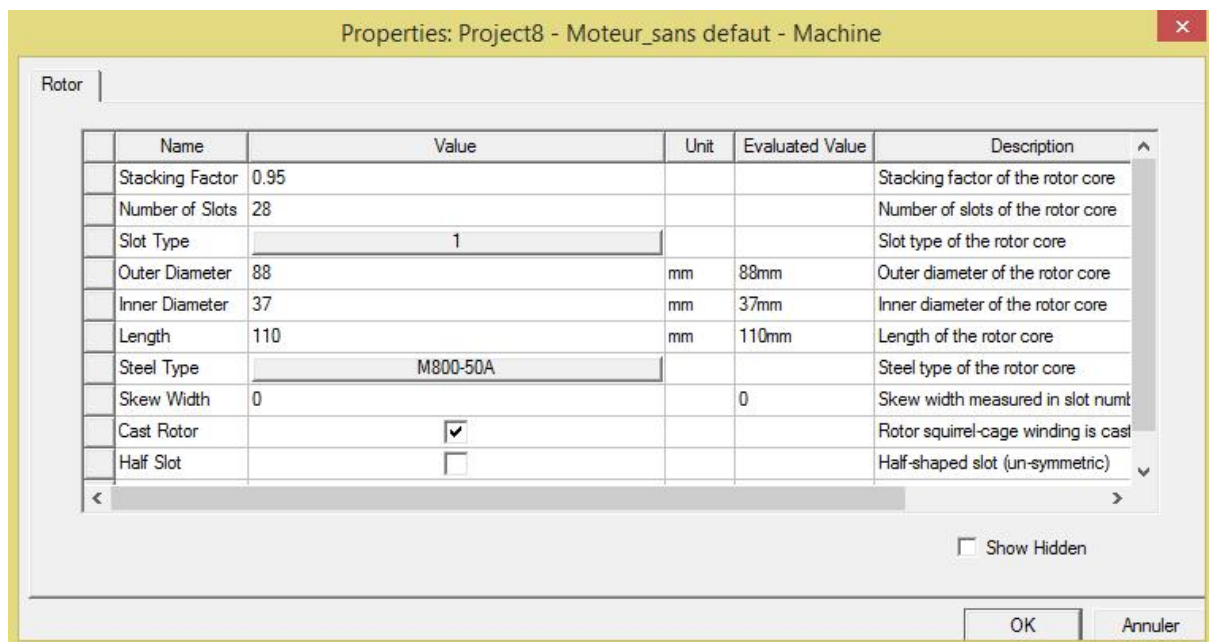 Properties: Project8 - Moteur_sans defaut - Machine
Rotor
Name Value Unit Evaluated Value Description
Stacking Factor 0.95 Stacking factor of the rotor core
Number of Slots 28 Number of slots of the rotor core
Slot Type 1 Slot type of the rotor core
Outer Diameter 88 mm 88mm Outer diameter of the rotor core
Inner Diameter 37 mm 37mm Inner diameter of the rotor core
Length 110 mm 110mm Length of the rotor core
Steel Type M800-50A Steel type of the rotor core
Skew Width 0 0 Skew width measured in slot numb
Cast Rotor Rotor squirrel-cage winding is cast
Half Slot Half-shaped slot (un-symmetric)
Show Hidden
OK Annuler